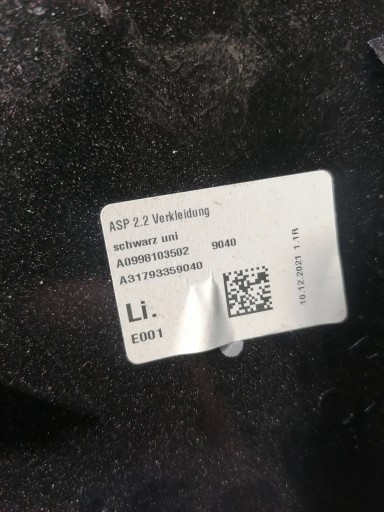 ASP 2.2 Verkleidung
schwarz uni
A0998103502 9040
A31793359040
Li.
E001
10.12.2021 1.1R